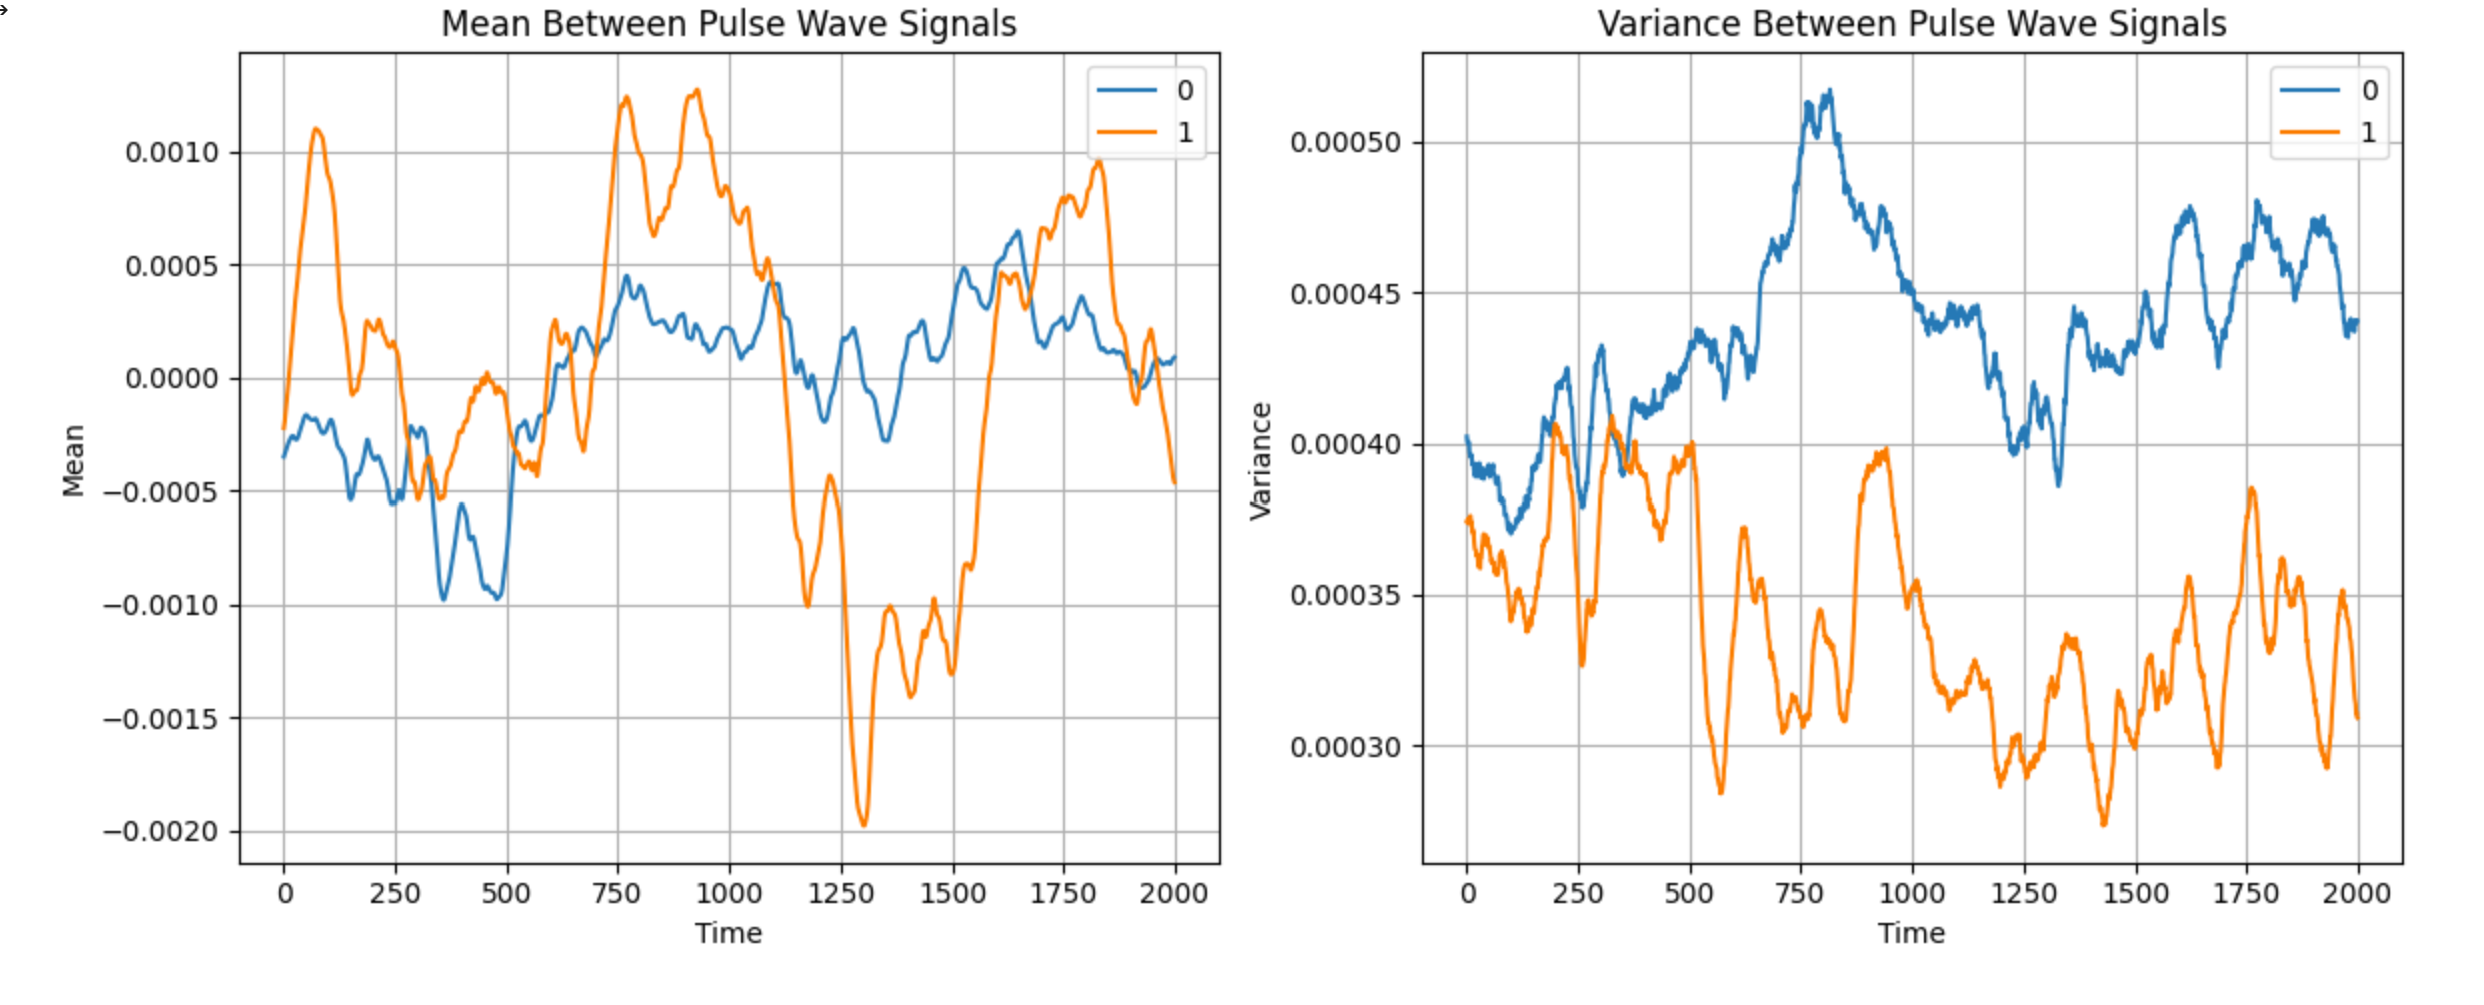 Mean Between Pulse Wave Signals
0
1
0.0010
0.0005
0.0000
−0.0005
−0.0010
−0.0015
−0.0020
Mean
0 250 500 750 1000 1250 1500 1750 2000
Time
Variance Between Pulse Wave Signals
0
1
0.00050
0.00045
0.00040
0.00035
0.00030
Variance
0 250 500 750 1000 1250 1500 1750 2000
Time